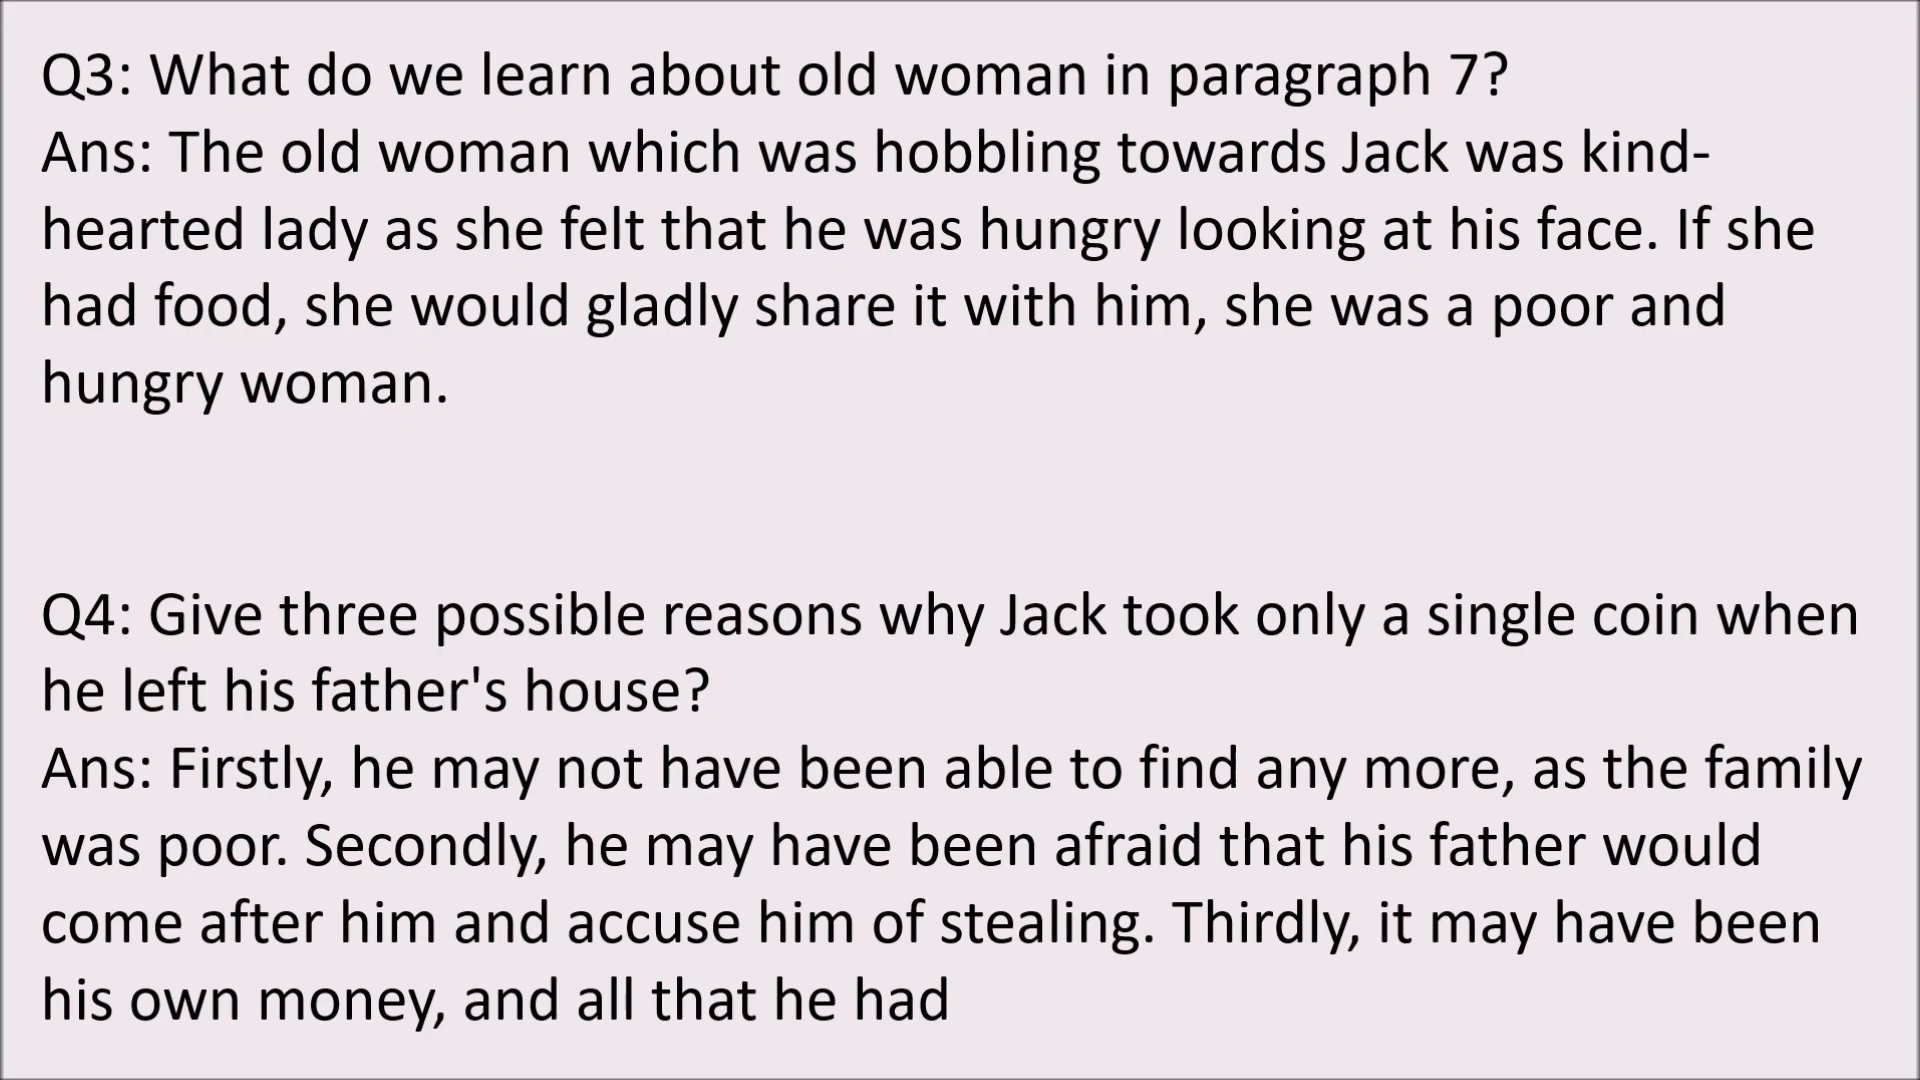 Q3: What do we learn about old woman in paragraph 7?
Ans: The old woman which was hobbling towards Jack was kind-
hearted lady as she felt that he was hungry looking at his face. If she
had food, she would gladly share it with him, she was a poor and
hungry woman.
Q4: Give three possible reasons why Jack took only a single coin when
he left his father's house?
Ans: Firstly, he may not have been able to find any more, as the family
was poor. Secondly, he may have been afraid that his father would
come after him and accuse him of stealing. Thirdly, it may have been
his own money, and all that he had